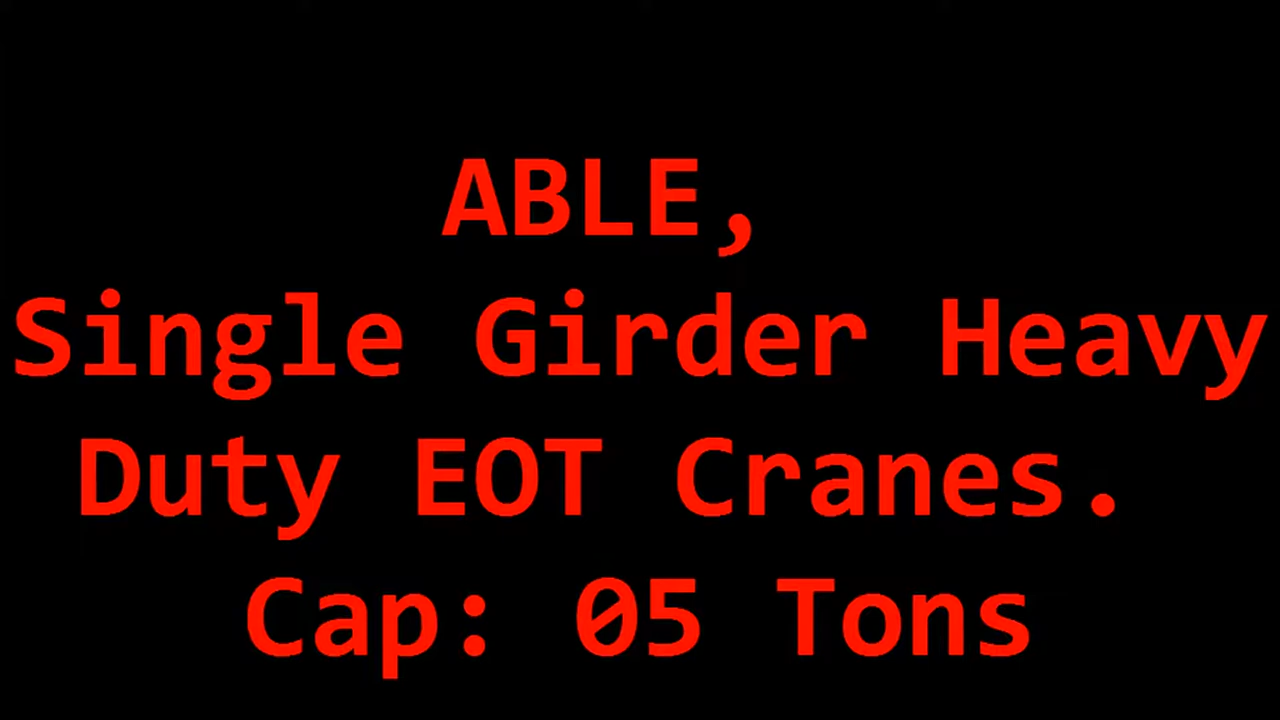 ABLE,
Single Girder Heavy
Duty EOT Cranes.
Cap: 05 Tons